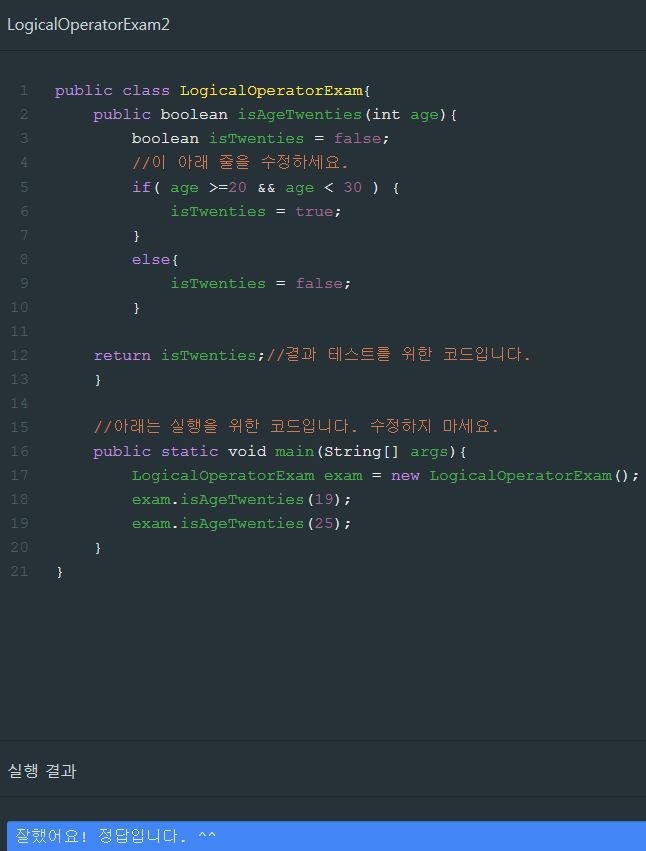 LogicalOperatorExam2
1 public class LogicalOperatorExam{
2 public boolean isAgeTwenties(int age){
3 boolean isTwenties = false;
4 //이 아래 줄을 수정하세요.
5 if( age >=20 && age < 30 ) {
6 isTwenties = true;
7 }
8 else{
9 isTwenties = false;
10 }
11
12 return isTwenties;//결과 테스트를 위한 코드입니다.
13 }
14
15 //아래는 실행을 위한 코드입니다. 수정하지 마세요.
16 public static void main(String[] args){
17 LogicalOperatorExam exam = new LogicalOperatorExam();
18 exam.isAgeTwenties(19);
19 exam.isAgeTwenties(25);
20 }
21 }
실행 결과
잘했어요! 정답입니다. ^^